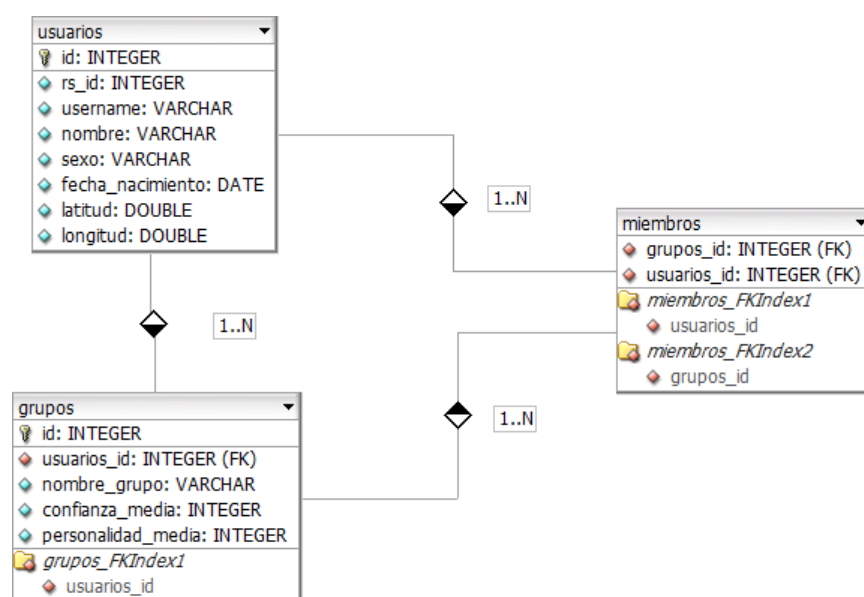 usuarios
id: INTEGER
rs_id: INTEGER
username: VARCHAR
nombre: VARCHAR
sexo: VARCHAR
fecha_nacimiento: DATE
latitud: DOUBLE
longitud: DOUBLE
1..N
miembros
grupos_id: INTEGER (FK)
usuarios_id: INTEGER (FK)
miembros_FKIndex1
usuarios_id
miembros_FKIndex2
grupos_id
1..N
grupos
id: INTEGER
usuarios_id: INTEGER (FK)
nombre_grupo: VARCHAR
confianza_media: INTEGER
personalidad_media: INTEGER
grupos_FKIndex1
usuarios_id
1..N